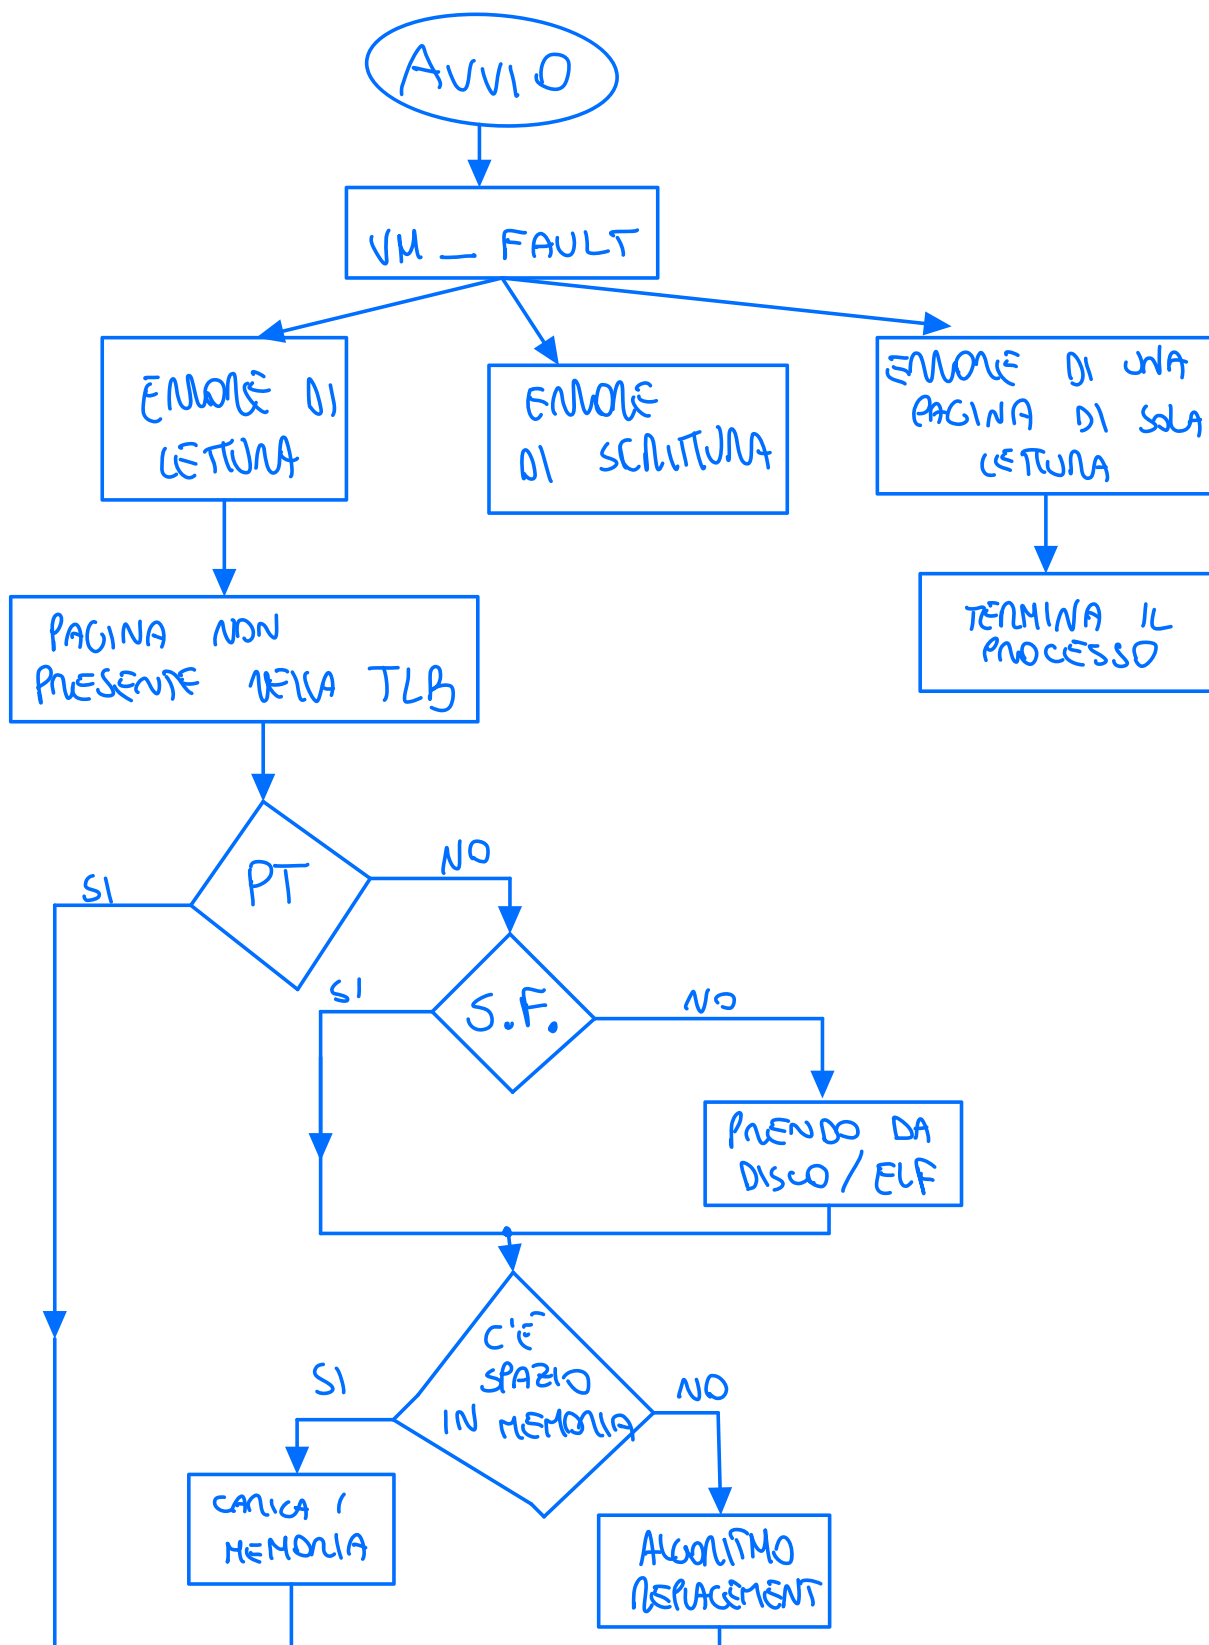 AVVIO
VM _ FAULT
ERRORE DI
LETTURA
ERRORE
DI SCRITTURA
ERRORE DI UNA
PAGINA DI SOLA
LETTURA
TERMINA IL
PROCESSO
PAGINA NON
PRESENTE NELLA TLB
PT
SI
NO
S.F.
SI
NO
PRENDO DA
DISCO / ELF
C'È
SPAZIO
IN MEMORIA
SI
NO
CARICA I
MEMORIA
ALGORITMO
REPLACEMENT